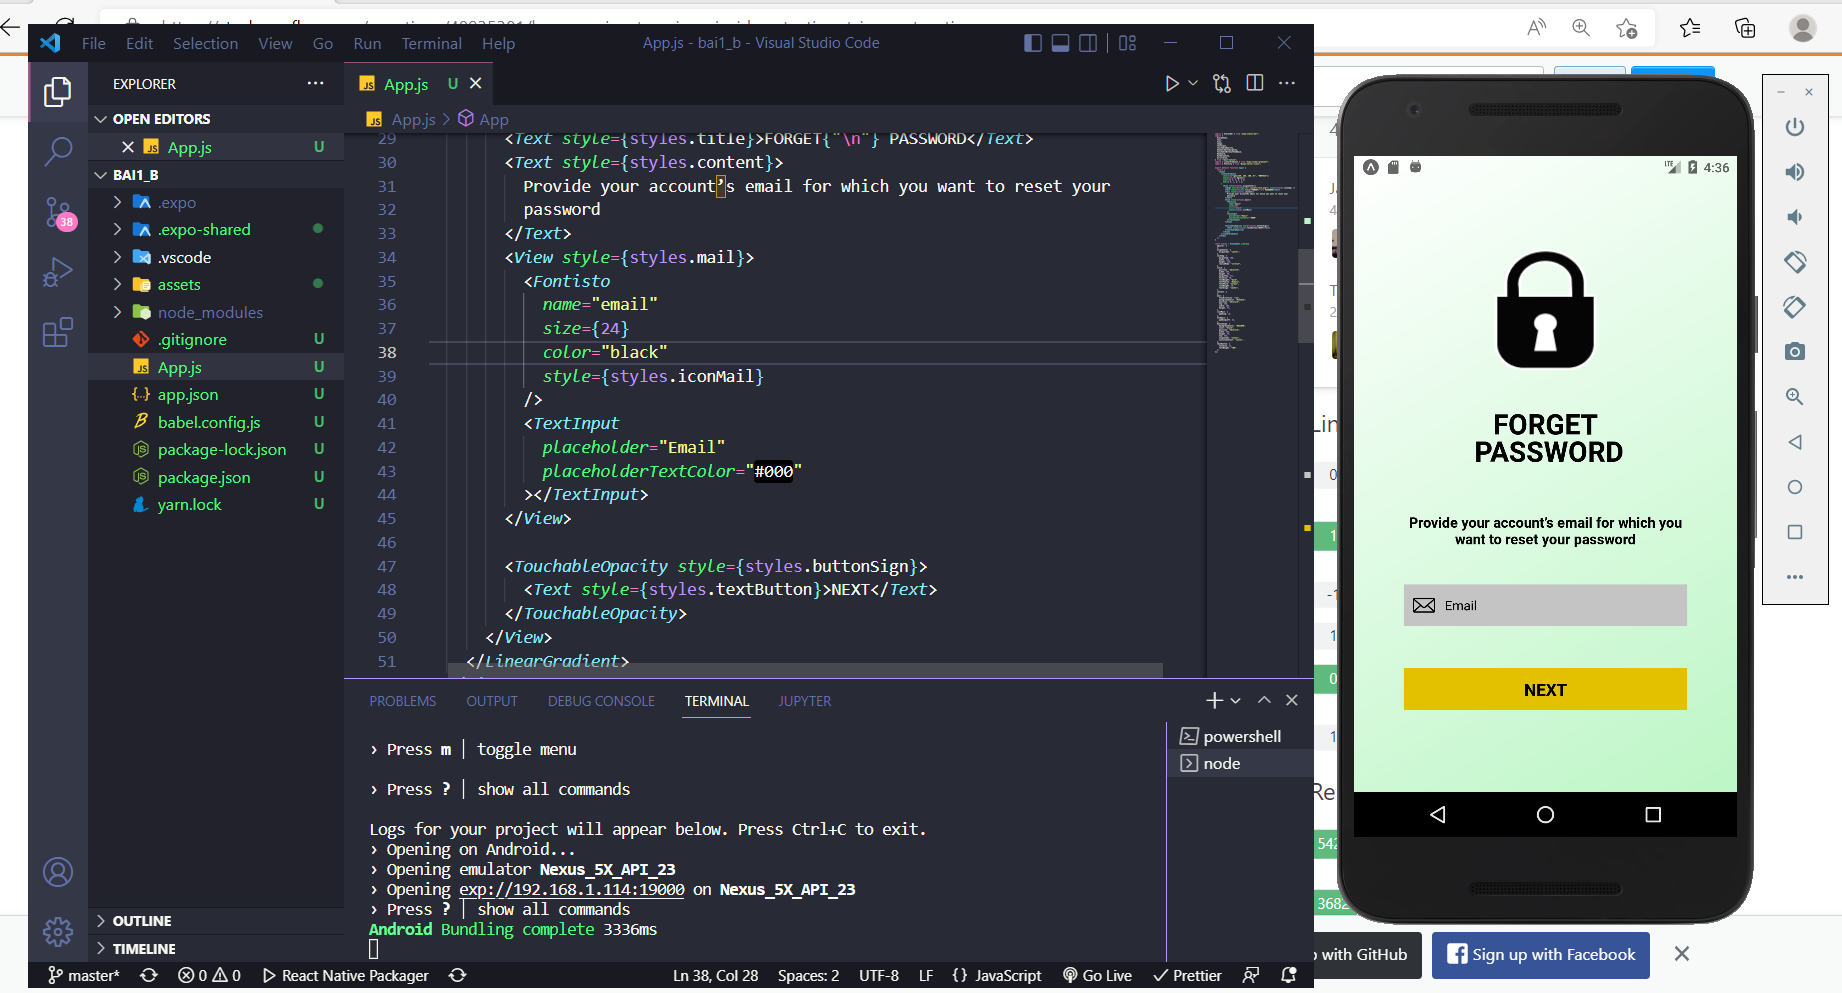 File Edit Selection View Go Run Terminal Help
App.js - bai1_b - Visual Studio Code
EXPLORER
OPEN EDITORS
App.js U
BAI1_B
.expo
.expo-shared
.vscode
assets
node_modules
.gitignore U
App.js U
app.json U
babel.config.js U
package-lock.json U
package.json U
yarn.lock U
OUTLINE
TIMELINE
38
App.js U
App.js > App
29 <Text style={styles.title}>FORGET{"\n"} PASSWORD</Text>
30 <Text style={styles.content}>
31 Provide your account’s email for which you want to reset your
32 password
33 </Text>
34 <View style={styles.mail}>
35 <Fontisto
36 name="email"
37 size={24}
38 color="black"
39 style={styles.iconMail}
40 />
41 <TextInput
42 placeholder="Email"
43 placeholderTextColor="#000"
44 ></TextInput>
45 </View>
46
47 <TouchableOpacity style={styles.buttonSign}>
48 <Text style={styles.textButton}>NEXT</Text>
49 </TouchableOpacity>
50 </View>
51 </LinearGradient>
PROBLEMS OUTPUT DEBUG CONSOLE TERMINAL JUPYTER
› Press m │ toggle menu
› Press ? │ show all commands
Logs for your project will appear below. Press Ctrl+C to exit.
› Opening on Android...
› Opening emulator Nexus_5X_API_23
› Opening exp://192.168.1.114:19000 on Nexus_5X_API_23
› Press ? │ show all commands
Android Bundling complete 3336ms
powershell
node
master* 0 0 React Native Packager Ln 38, Col 28 Spaces: 2 UTF-8 LF {} JavaScript Go Live Prettier
LTE 4:36
FORGET
PASSWORD
Provide your account’s email for which you
want to reset your password
Email
NEXT
with GitHub
Sign up with Facebook